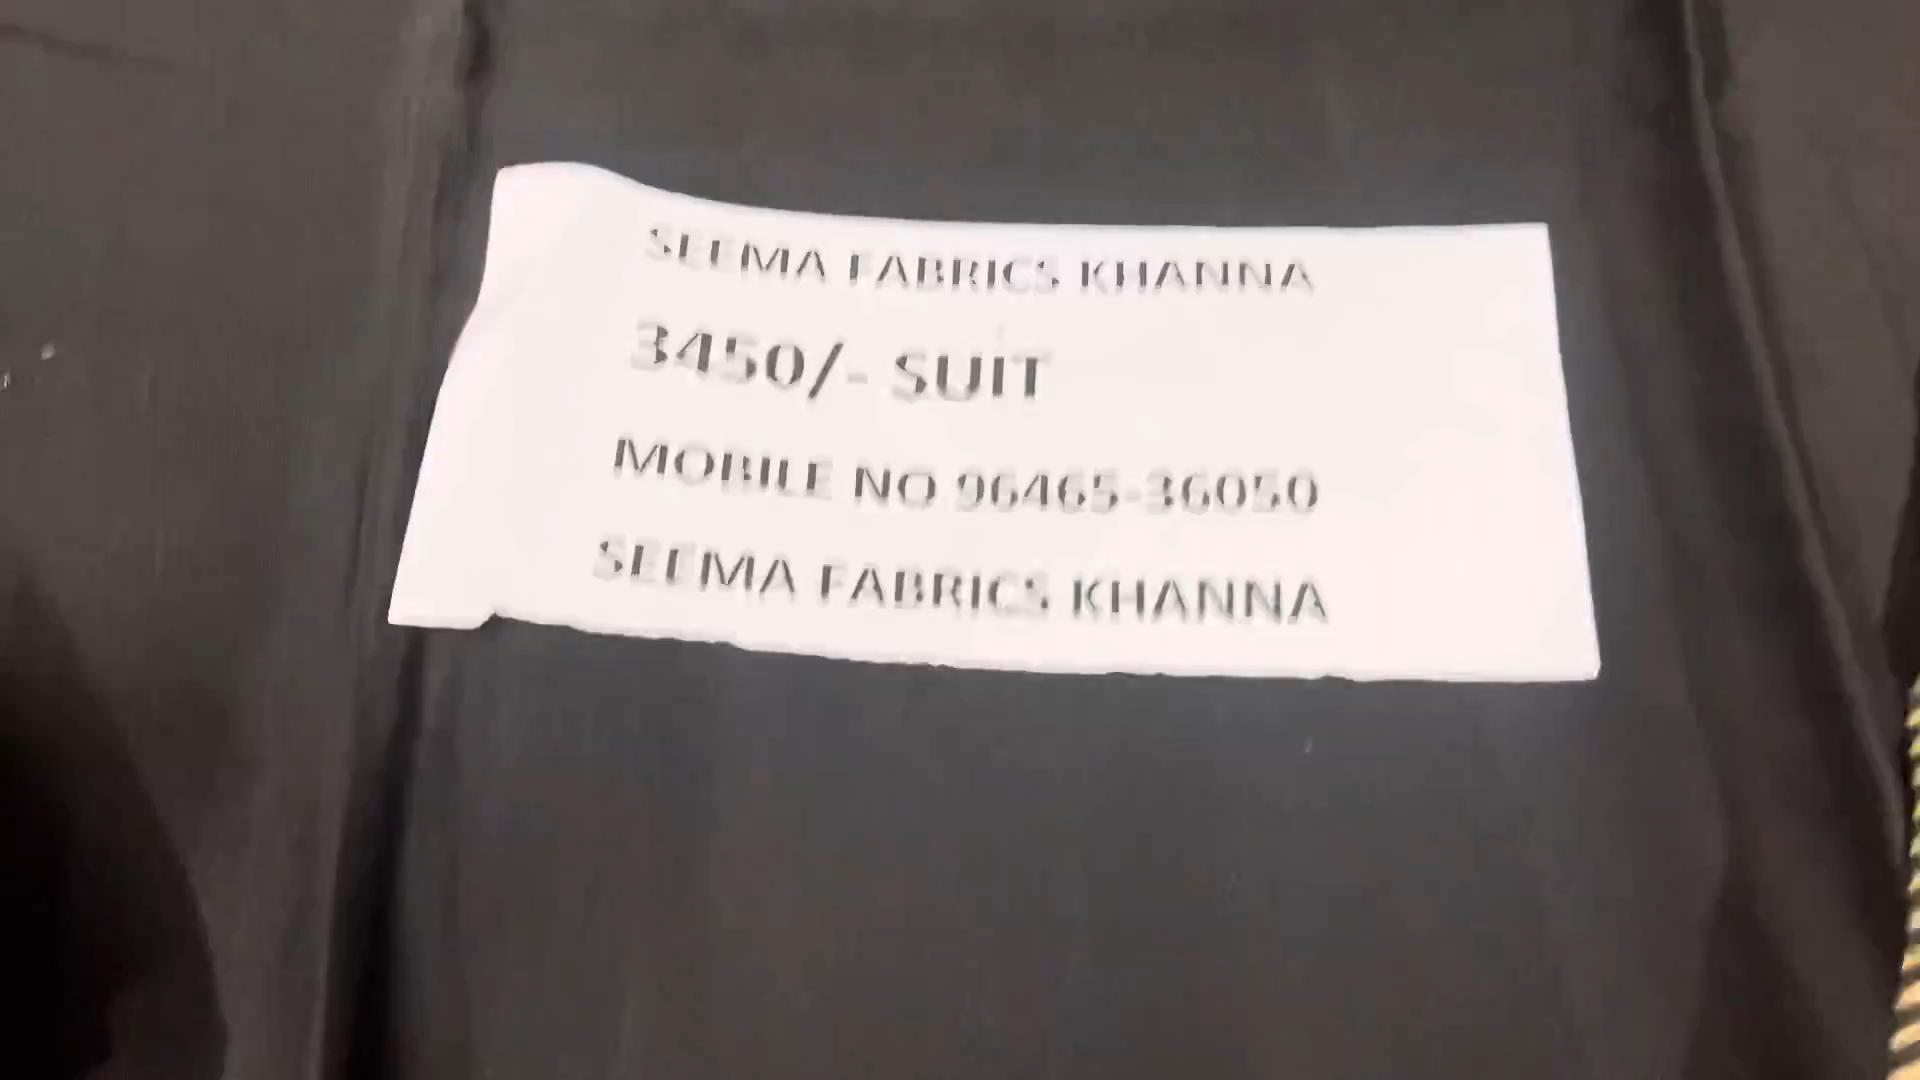 SEEMA FABRICS KHANNA
3450/- SUIT
MOBILE NO 96465-36050
SEEMA FABRICS KHANNA